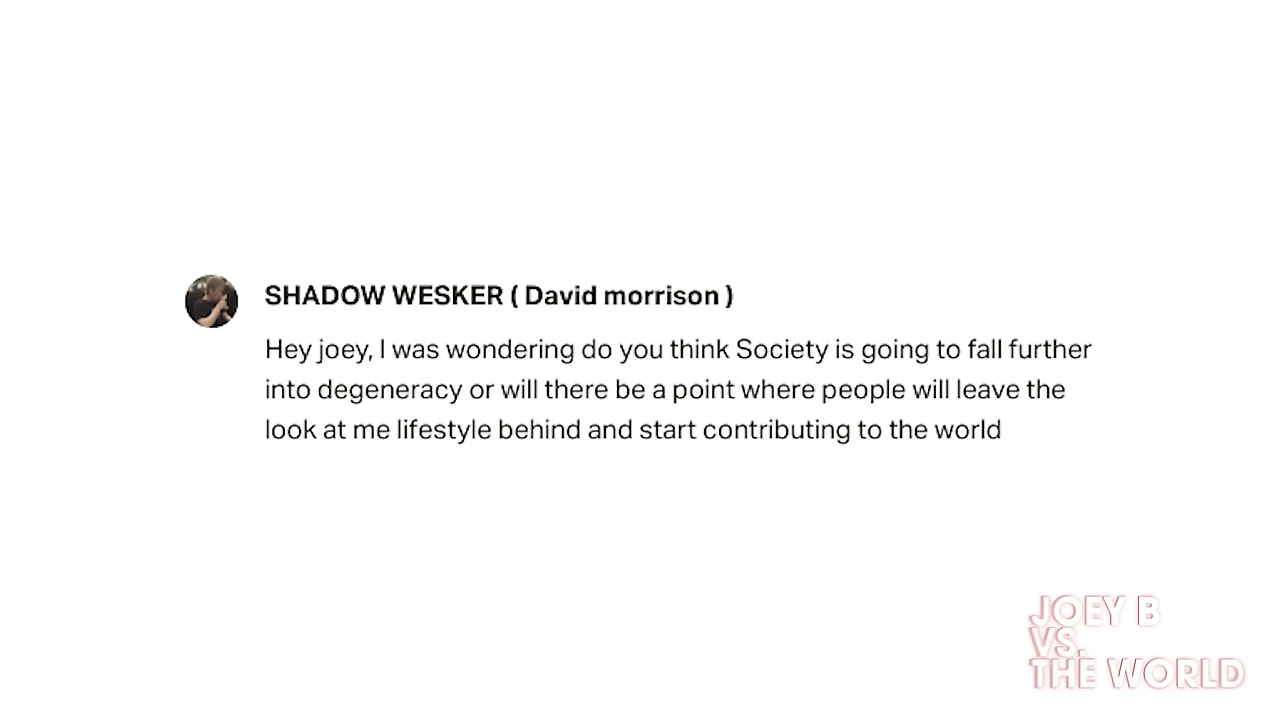 SHADOW WESKER ( David morrison )
Hey joey, I was wondering do you think Society is going to fall further
into degeneracy or will there be a point where people will leave the
look at me lifestyle behind and start contributing to the world
JOEY B
VS.
THE WORLD